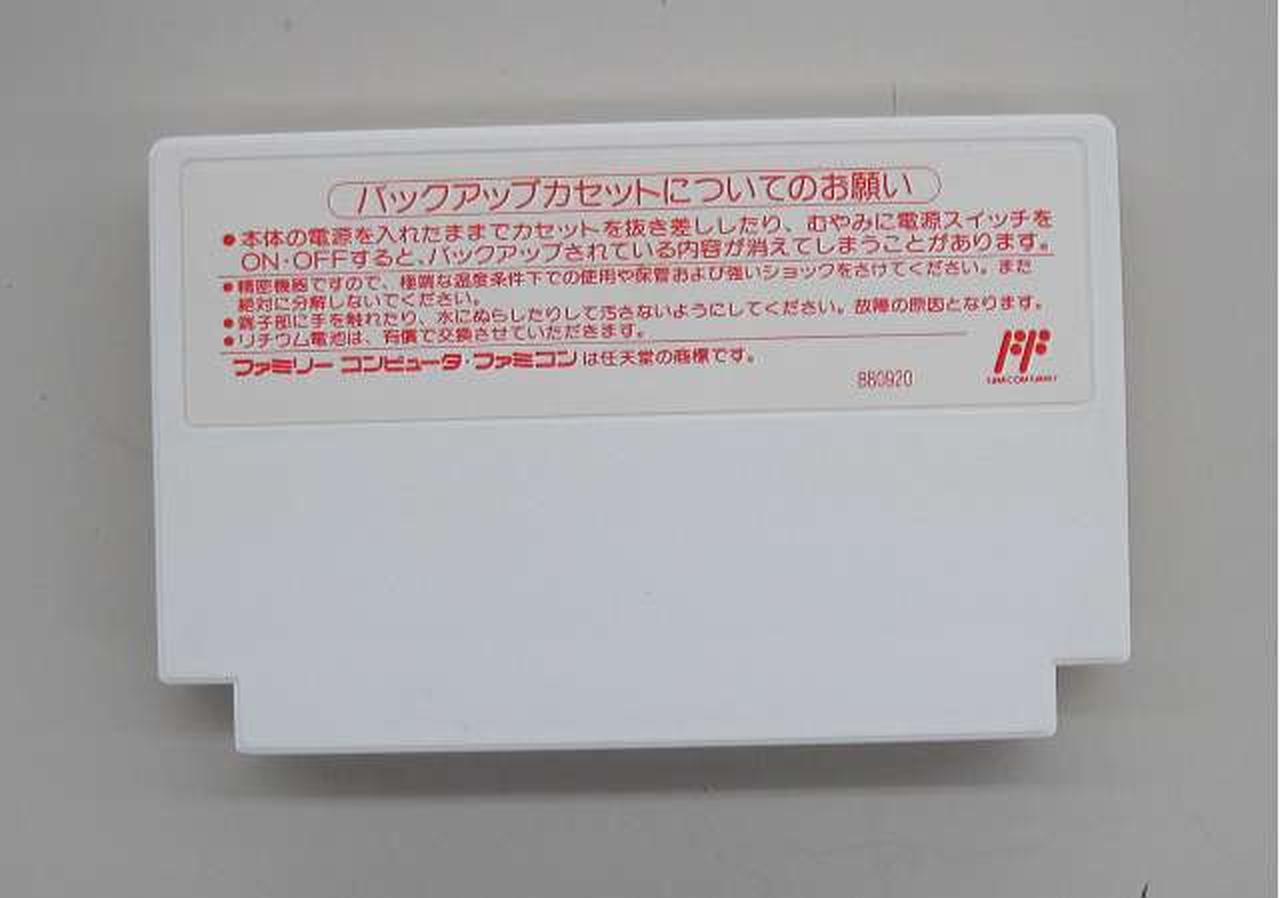 バックアップカセットについてのお願い
●本体の電源を入れたままでカセットを抜き差ししたり、むやみに電源スイッチを
ON・OFFすると、バックアップされている内容が消えてしまうことがあります。
●精密機器ですので、極端な温度条件下での使用や保管および強いショックをさけてください。また
絶対に分解しないでください。
●端子部に手を触れたり、水にぬらしたりして汚さないようにしてください。故障の原因となります。
●リチウム電池は、有償で交換させていただきます。
ファミリー コンピュータ・ファミコンは任天堂の商標です。
880920